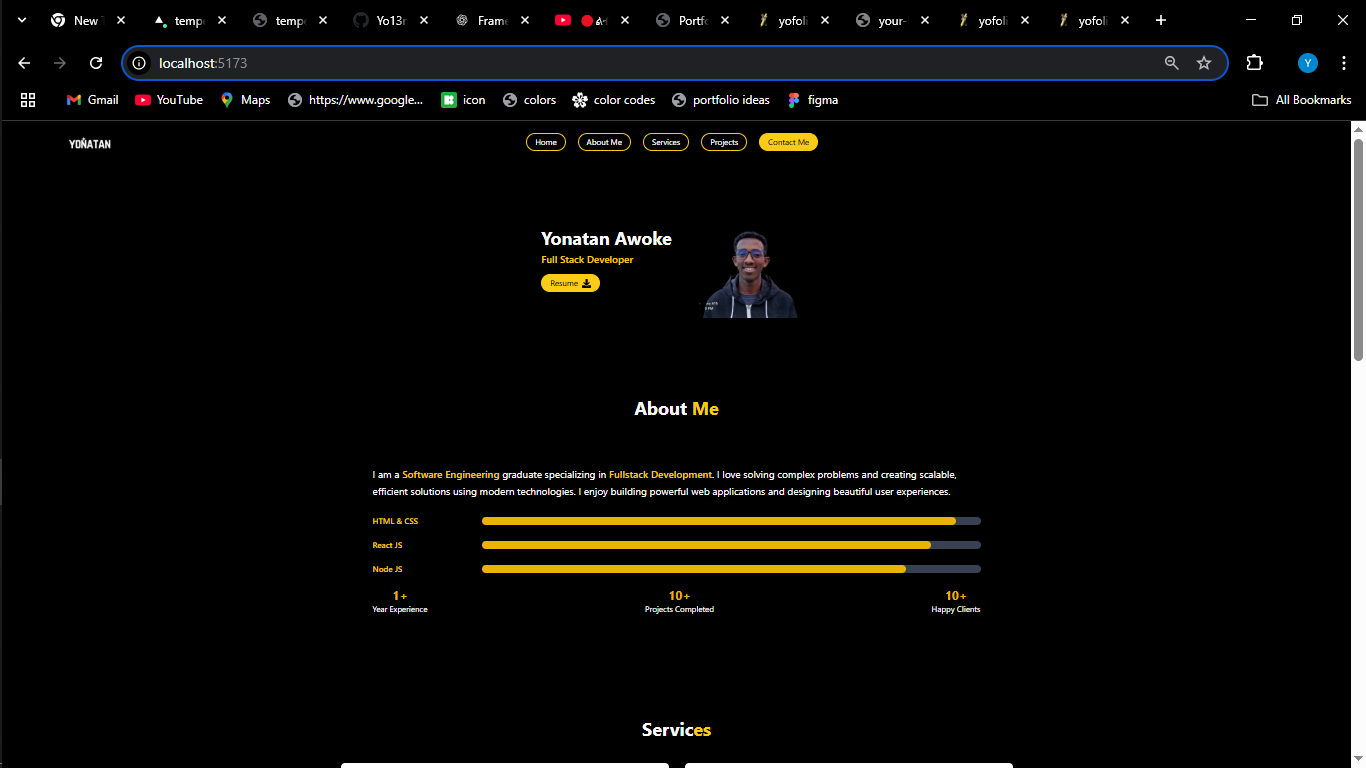 New
tempe
tempe
Yo13r
Frame
Portfo
yofoli
your-
yofoli
yofoli
localhost:5173
Y
Gmail
YouTube
Maps
https://www.google...
icon
colors
color codes
portfolio ideas
figma
All Bookmarks
YOÑATAN
Home
About Me
Services
Projects
Contact Me
Yonatan Awoke
Full Stack Developer
Resume
About Me
I am a Software Engineering graduate specializing in Fullstack Development. I love solving complex problems and creating scalable,
efficient solutions using modern technologies. I enjoy building powerful web applications and designing beautiful user experiences.
HTML & CSS
React JS
Node JS
1+
Year Experience
10+
Projects Completed
10+
Happy Clients
Services